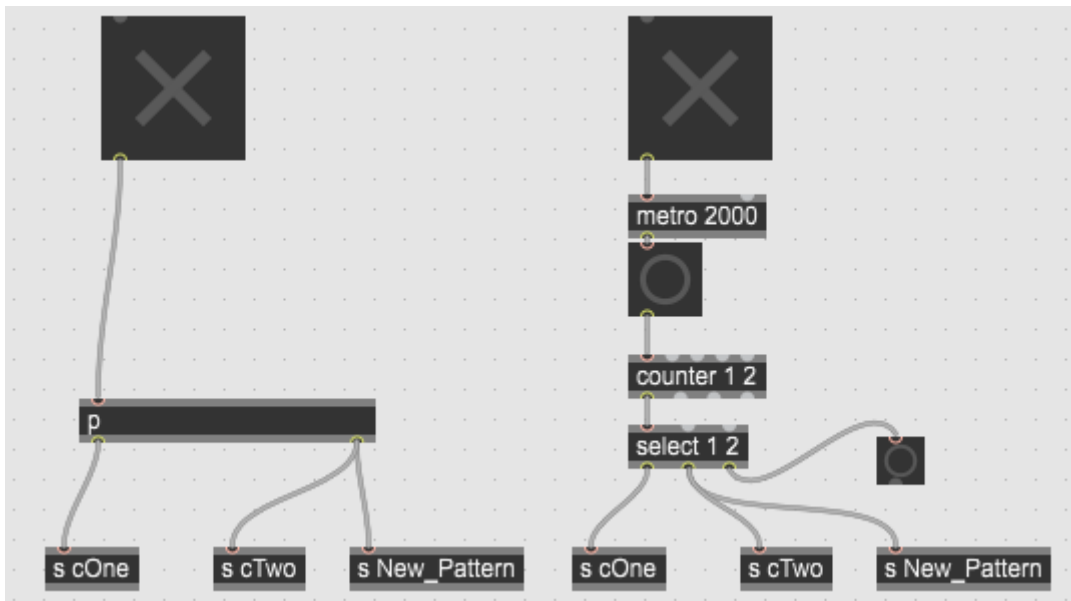 metro 2000
counter 1 2
p
select 1 2
s cOne
s cTwo
s New_Pattern
s cOne
s cTwo
s New_Pattern